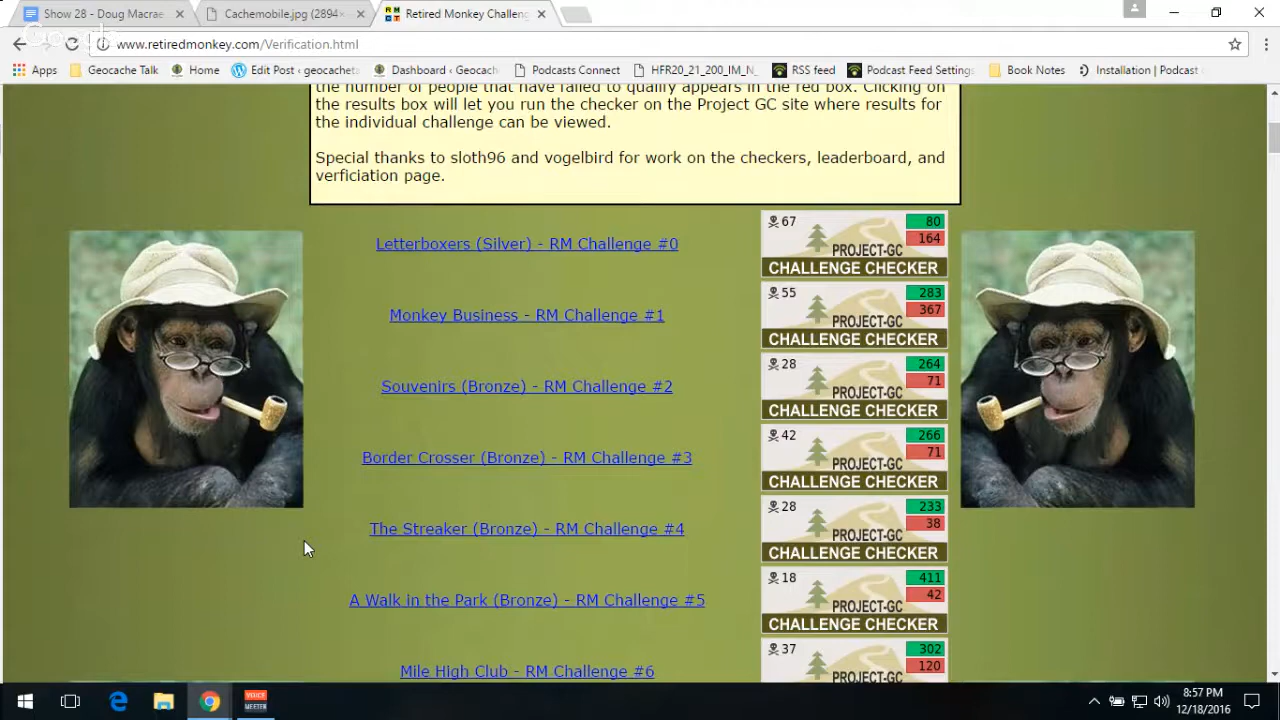 Show 28 - Doug Macrae
Cachemobile.jpg (2894×
Retired Monkey Challeng
Google
www.retiredmonkey.com/Verification.html
Apps
Geocache Talk
Home
Edit Post ‹ geocacheta
Dashboard ‹ Geocach
Podcasts Connect
HFR20_21_200_IM_N_
RSS feed
Podcast Feed Settings
Book Notes
Installation | Podcast
the number of people that have failed to qualify appears in the red box. Clicking on
the results box will let you run the checker on the Project GC site where results for
the individual challenge can be viewed.
Special thanks to sloth96 and vogelbird for work on the checkers, leaderboard, and
verficiation page.
Letterboxers (Silver) - RM Challenge #0
67
80
164
PROJECT-GC
CHALLENGE CHECKER
Monkey Business - RM Challenge #1
55
283
367
PROJECT-GC
CHALLENGE CHECKER
Souvenirs (Bronze) - RM Challenge #2
28
264
71
PROJECT-GC
CHALLENGE CHECKER
Border Crosser (Bronze) - RM Challenge #3
42
266
71
PROJECT-GC
CHALLENGE CHECKER
The Streaker (Bronze) - RM Challenge #4
28
233
38
PROJECT-GC
CHALLENGE CHECKER
A Walk in the Park (Bronze) - RM Challenge #5
18
411
42
PROJECT-GC
CHALLENGE CHECKER
Mile High Club - RM Challenge #6
37
302
120
VOICE
MEETER
8:57 PM
12/18/2016